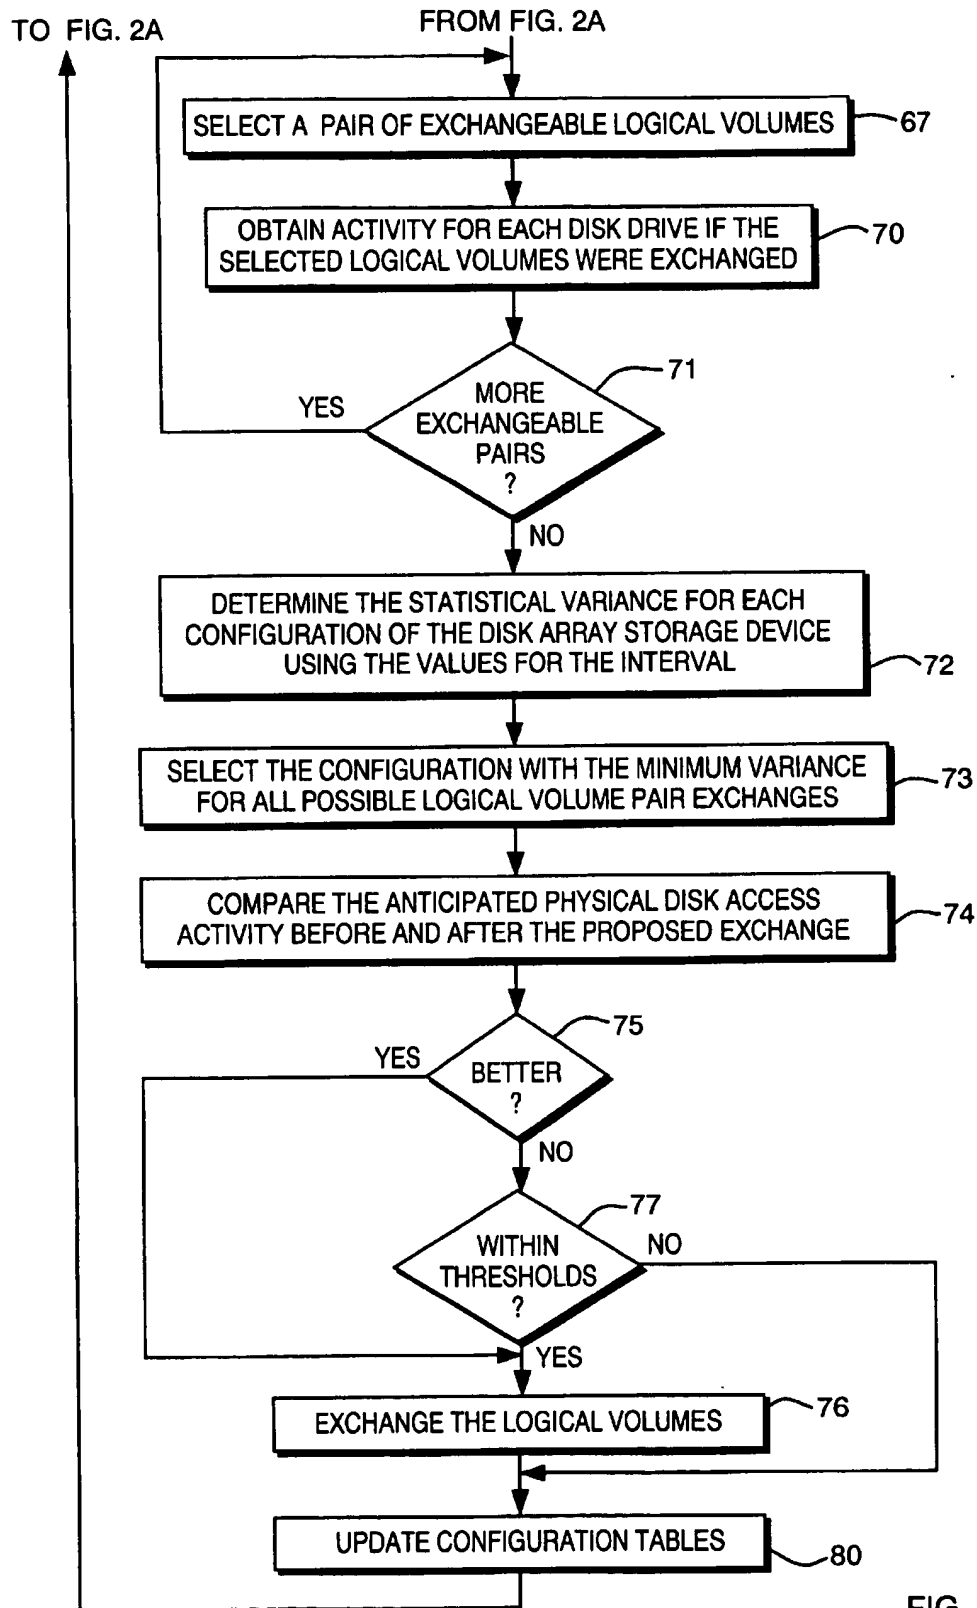 TO FIG. 2A
FROM FIG. 2A
SELECT A PAIR OF EXCHANGEABLE LOGICAL VOLUMES
67
OBTAIN ACTIVITY FOR EACH DISK DRIVE IF THE
SELECTED LOGICAL VOLUMES WERE EXCHANGED
70
71
MORE
EXCHANGEABLE
PAIRS
?
YES
NO
DETERMINE THE STATISTICAL VARIANCE FOR EACH
CONFIGURATION OF THE DISK ARRAY STORAGE DEVICE
USING THE VALUES FOR THE INTERVAL
72
SELECT THE CONFIGURATION WITH THE MINIMUM VARIANCE
FOR ALL POSSIBLE LOGICAL VOLUME PAIR EXCHANGES
73
COMPARE THE ANTICIPATED PHYSICAL DISK ACCESS
ACTIVITY BEFORE AND AFTER THE PROPOSED EXCHANGE
74
75
YES
BETTER
?
NO
77
WITHIN
THRESHOLDS
?
NO
YES
EXCHANGE THE LOGICAL VOLUMES
76
UPDATE CONFIGURATION TABLES
80
FIG